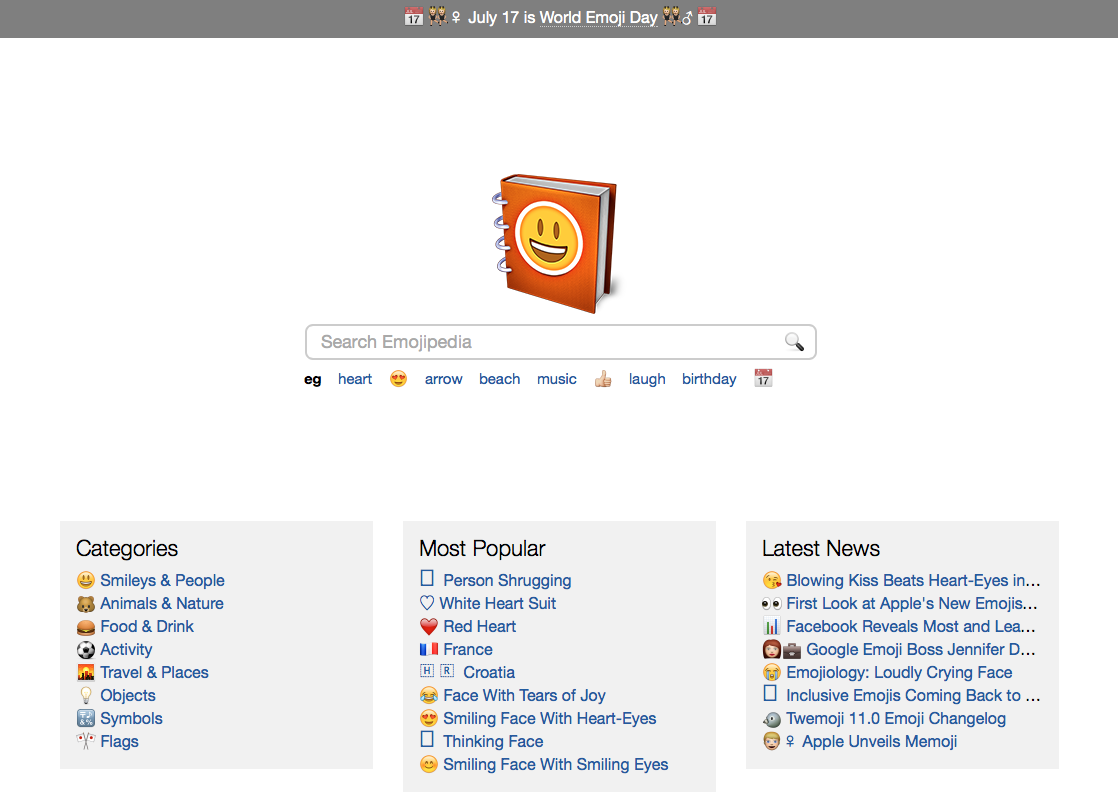 📅 👯‍♀ July 17 is World Emoji Day 👯‍♂ 📅
Search Emojipedia 🔍
eg heart 😍 arrow beach music 👍🏼 laugh birthday 📅
Categories
😃 Smileys & People
🐻 Animals & Nature
🍔 Food & Drink
⚽ Activity
🌇 Travel & Places
💡 Objects
🔣 Symbols
🎌 Flags
Most Popular
Person Shrugging
♡ White Heart Suit
❤️ Red Heart
🇫🇷 France
🇭 🇷 Croatia
😂 Face With Tears of Joy
😍 Smiling Face With Heart-Eyes
Thinking Face
😊 Smiling Face With Smiling Eyes
Latest News
😘 Blowing Kiss Beats Heart-Eyes in...
👀 First Look at Apple's New Emojis...
📊 Facebook Reveals Most and Lea...
👩💼 Google Emoji Boss Jennifer D...
😭 Emojiology: Loudly Crying Face
Inclusive Emojis Coming Back to ...
🐦 Twemoji 11.0 Emoji Changelog
👱🏼 ♀ Apple Unveils Memoji